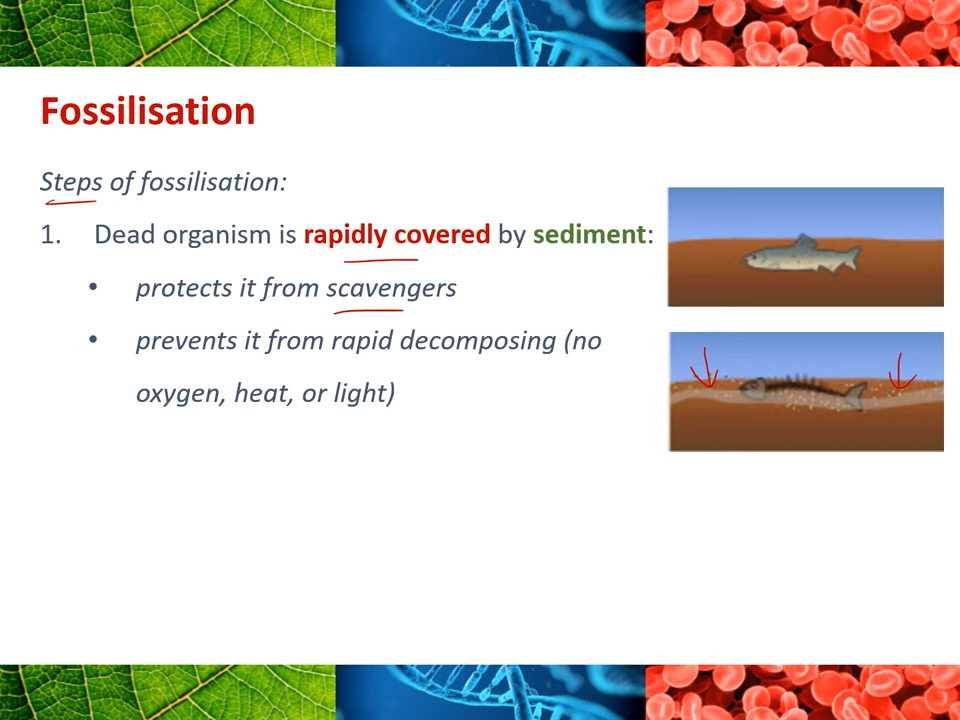 Fossilisation
Steps of fossilisation:
1. Dead organism is rapidly covered by sediment:
• protects it from scavengers
• prevents it from rapid decomposing (no
oxygen, heat, or light)